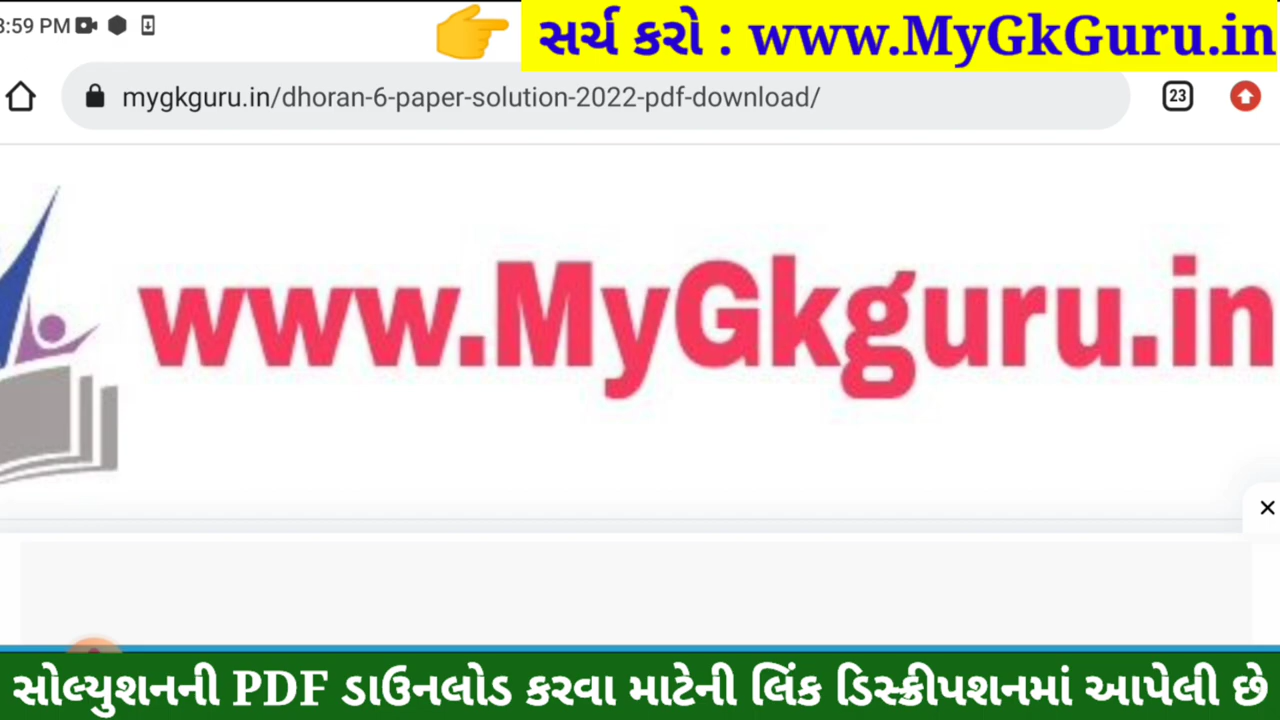 3:59 PM
👉 સર્ચ કરો : www.MyGkGuru.in
mygkguru.in/dhoran-6-paper-solution-2022-pdf-download/
23
www.MyGkguru.in
સોલ્યુશનની PDF ડાઉનલોડ કરવા માટેની લિંક ડિસ્ક્રીપશનમાં આપેલી છે